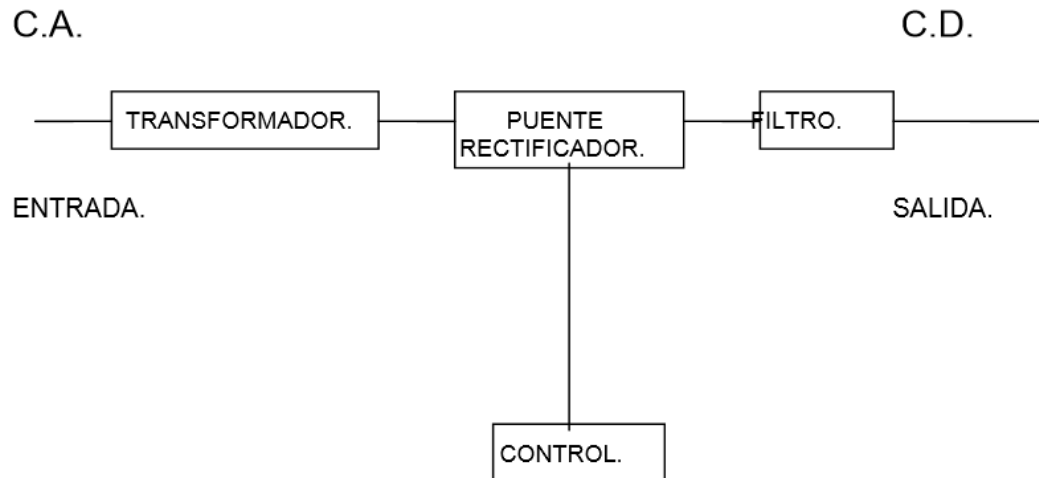 C.A.
C.D.
TRANSFORMADOR.
PUENTE
RECTIFICADOR.
FILTRO.
ENTRADA.
SALIDA.
CONTROL.